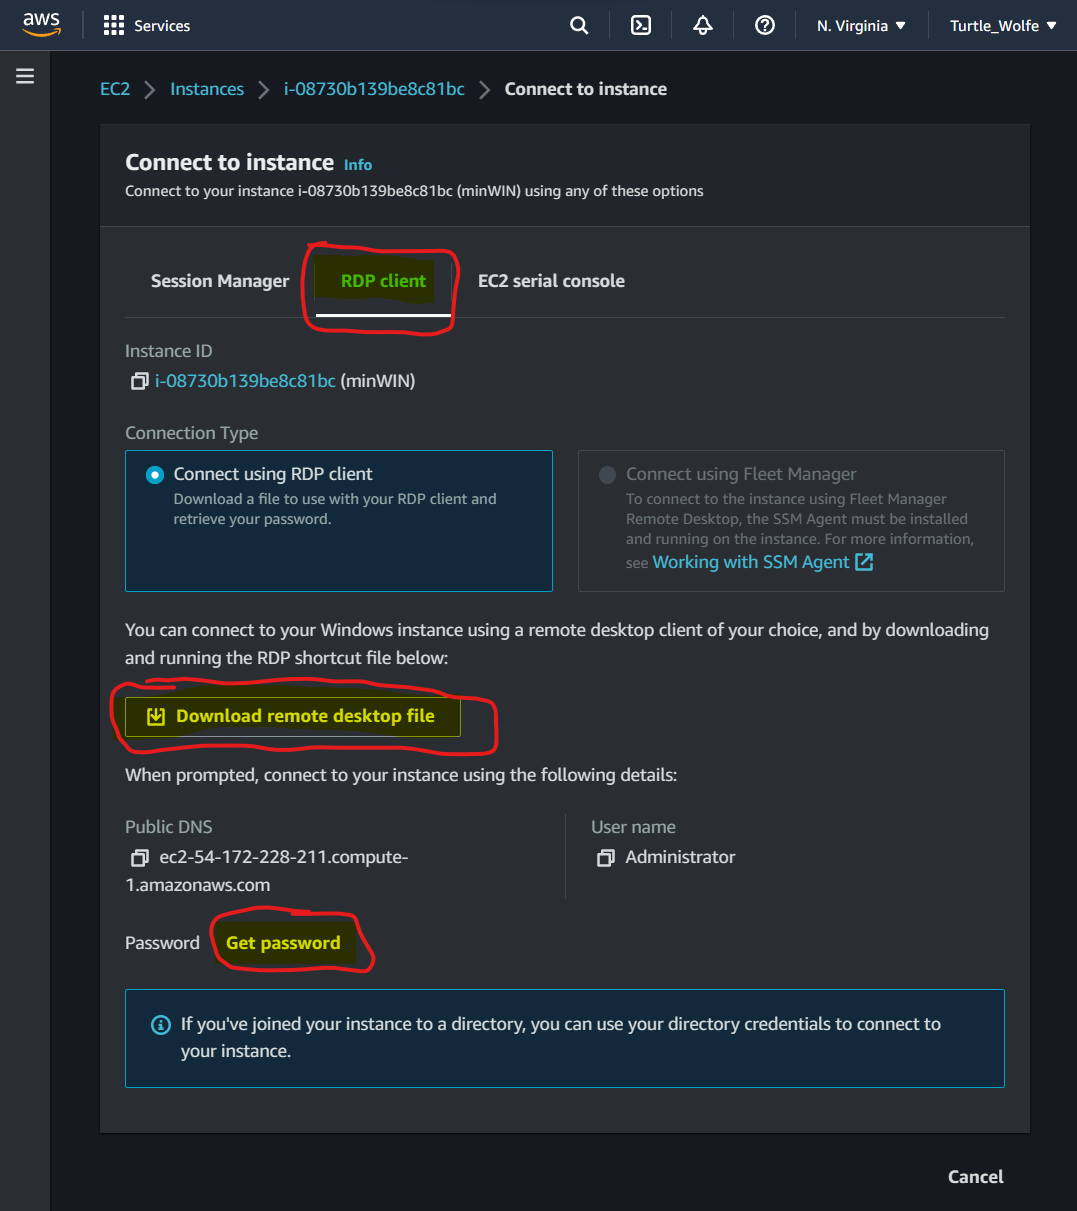 aws Services N. Virginia Turtle_Wolfe
EC2 Instances i-08730b139be8c81bc Connect to instance
Connect to instance Info
Connect to your instance i-08730b139be8c81bc (minWIN) using any of these options
Session Manager RDP client EC2 serial console
Instance ID
i-08730b139be8c81bc (minWIN)
Connection Type
Connect using RDP client
Download a file to use with your RDP client and
retrieve your password.
Connect using Fleet Manager
To connect to the instance using Fleet Manager
Remote Desktop, the SSM Agent must be installed
and running on the instance. For more information,
see Working with SSM Agent
You can connect to your Windows instance using a remote desktop client of your choice, and by downloading
and running the RDP shortcut file below:
Download remote desktop file
When prompted, connect to your instance using the following details:
Public DNS
ec2-54-172-228-211.compute-
1.amazonaws.com
User name
Administrator
Password Get password
If you've joined your instance to a directory, you can use your directory credentials to connect to
your instance.
Cancel